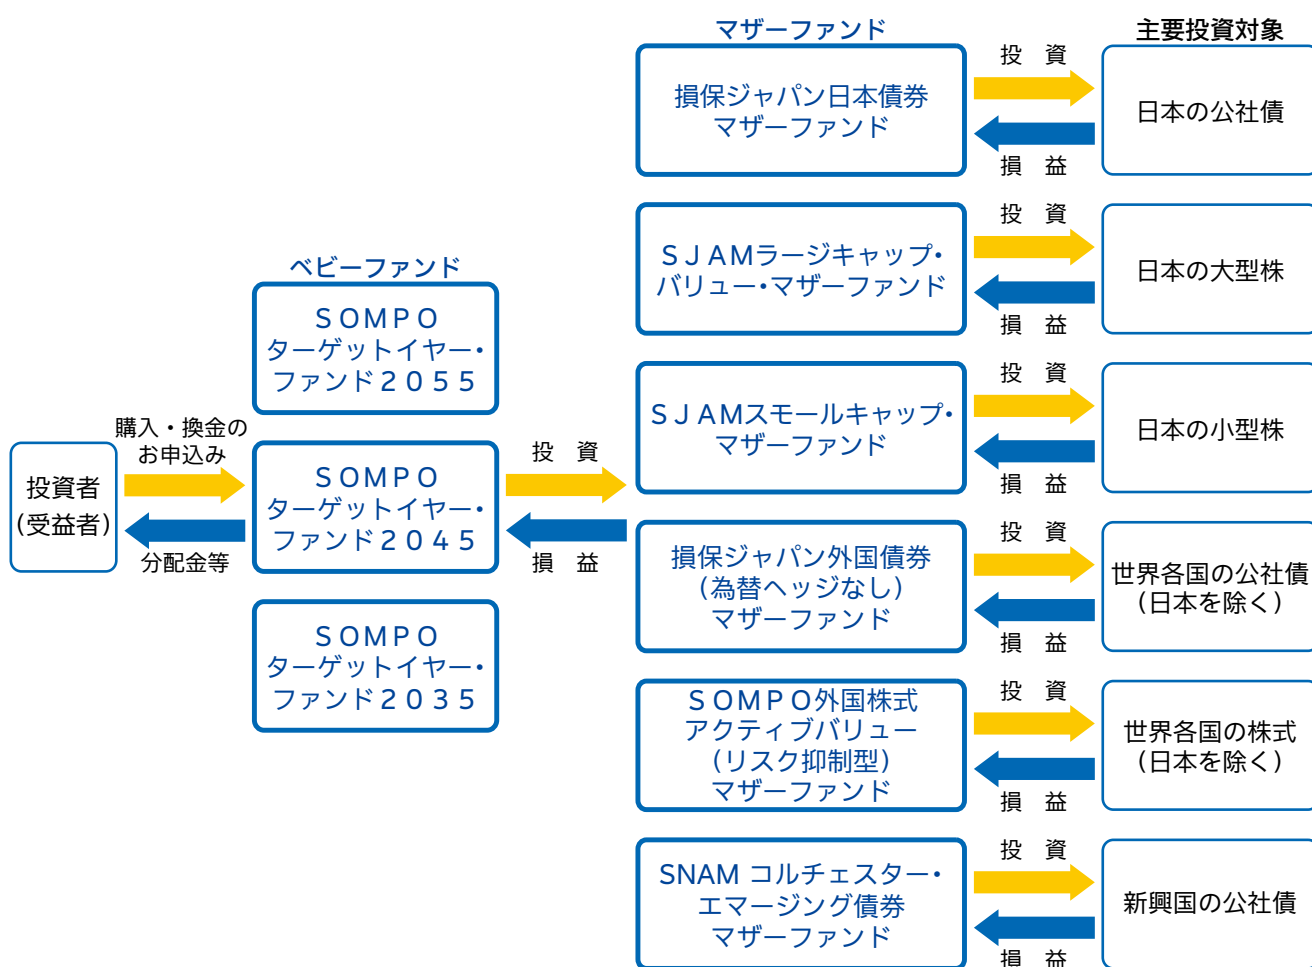 投資者
(受益者)
購入・換金の
お申込み
分配金等
ベビーファンド
ＳＯＭＰＯ
ターゲットイヤー・
ファンド２０５５
ＳＯＭＰＯ
ターゲットイヤー・
ファンド２０４５
ＳＯＭＰＯ
ターゲットイヤー・
ファンド２０３５
投　資
損　益
マザーファンド
主要投資対象
損保ジャパン日本債券
マザーファンド
投　資
損　益
日本の公社債
ＳＪＡＭラージキャップ・
バリュー・マザーファンド
投　資
損　益
日本の大型株
ＳＪＡＭスモールキャップ・
マザーファンド
投　資
損　益
日本の小型株
損保ジャパン外国債券
（為替ヘッジなし）
マザーファンド
投　資
損　益
世界各国の公社債
（日本を除く）
ＳＯＭＰＯ外国株式
アクティブバリュー
（リスク抑制型）
マザーファンド
投　資
損　益
世界各国の株式
（日本を除く）
SNAM コルチェスター・
エマージング債券
マザーファンド
投　資
損　益
新興国の公社債